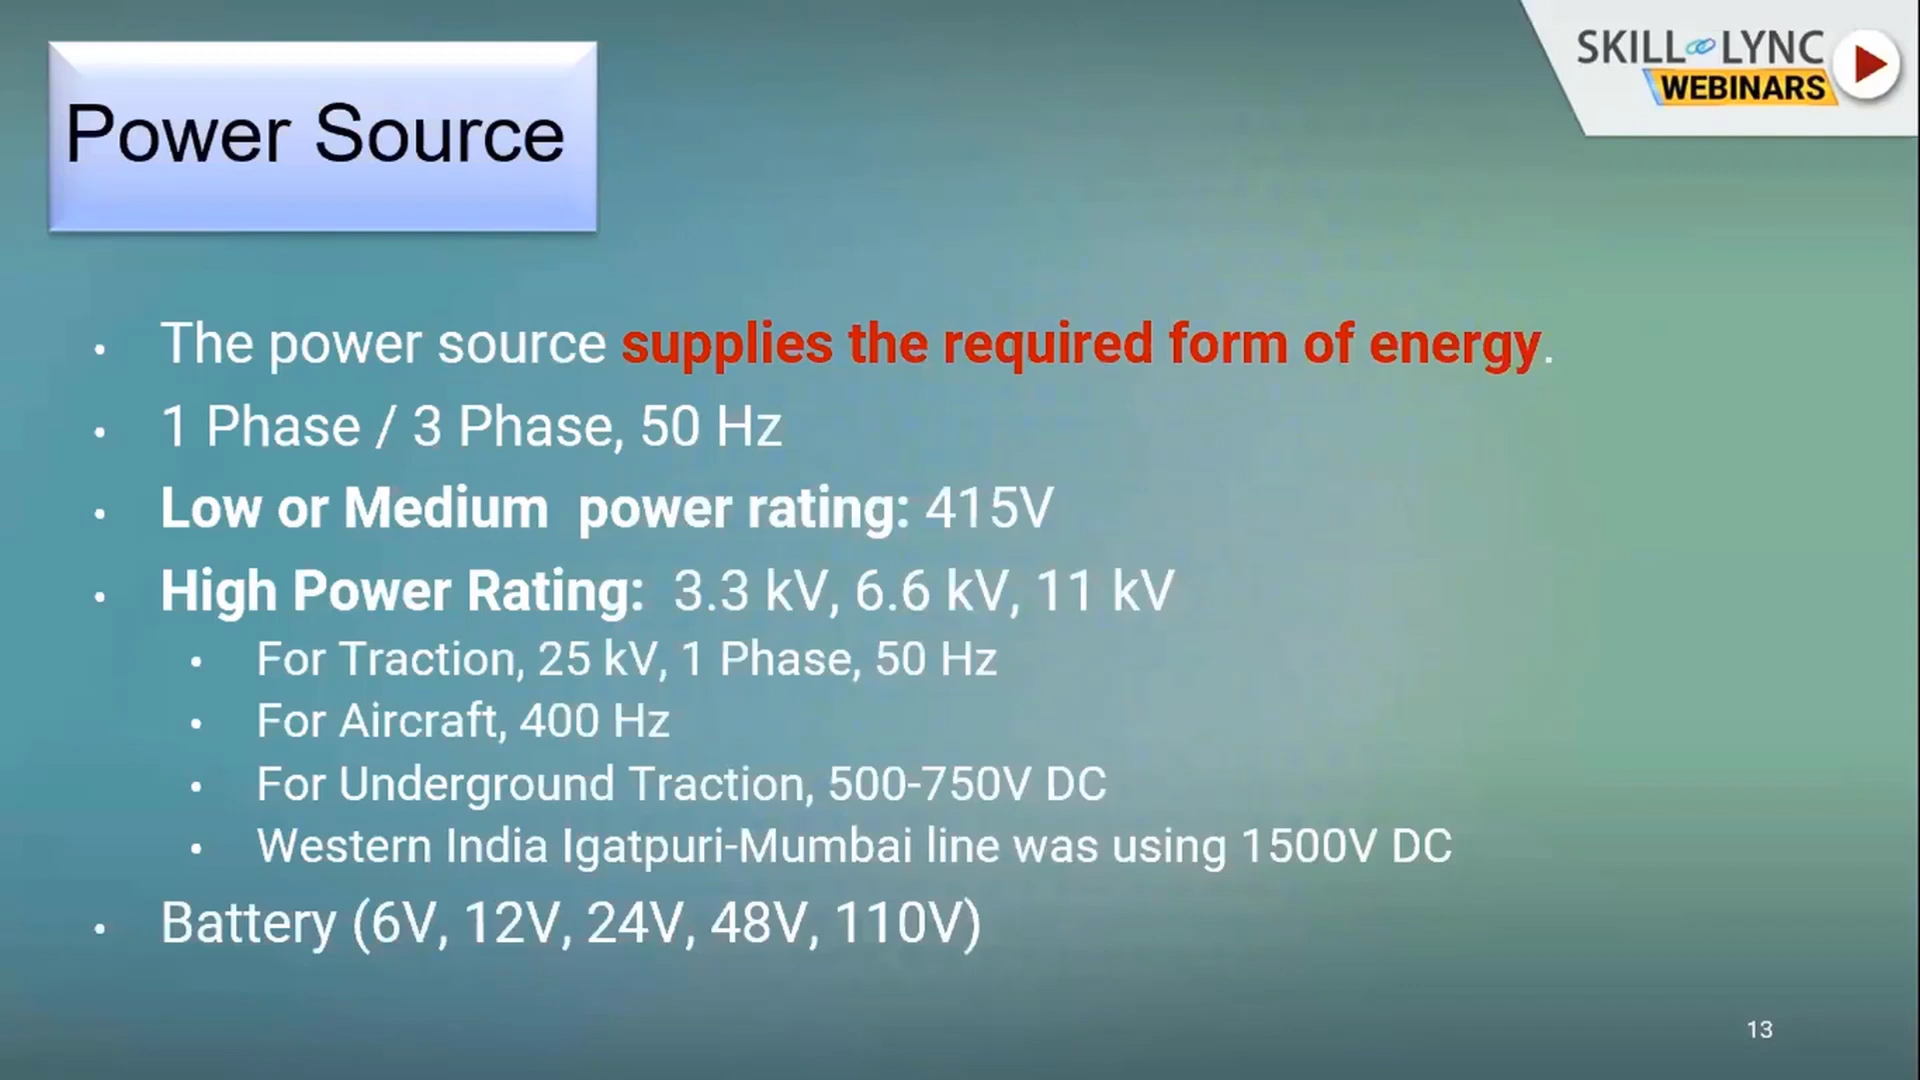 SKILL LYNC
WEBINARS
Power Source
• The power source supplies the required form of energy.
• 1 Phase / 3 Phase, 50 Hz
• Low or Medium  power rating: 415V
• High Power Rating:  3.3 kV, 6.6 kV, 11 kV
• For Traction, 25 kV, 1 Phase, 50 Hz
• For Aircraft, 400 Hz
• For Underground Traction, 500-750V DC
• Western India Igatpuri-Mumbai line was using 1500V DC
• Battery (6V, 12V, 24V, 48V, 110V)
13